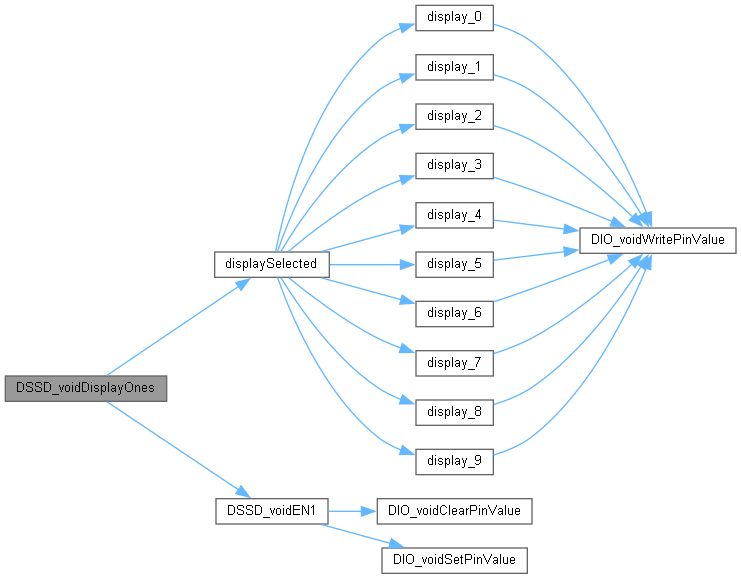 display_0
display_1
display_2
display_3
display_4
DIO_voidWritePinValue
displaySelected
display_5
display_6
display_7
DSSD_voidDisplayOnes
display_8
display_9
DSSD_voidEN1
DIO_voidClearPinValue
DIO_voidSetPinValue